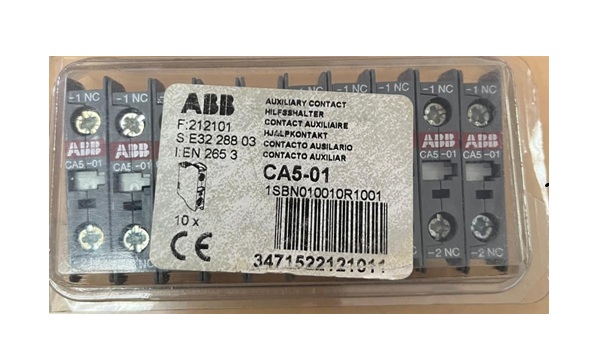 -1 NC
-1 NC
-1 NC
-1 NC
ABB
ABB
ABB
ABB
CA5-01
CA5-01
CA5-01
CA5-01
-2 NC
-2 NC
ABB
F:212101
S:E32 288 03
I:EN 265 3
10 x
CE
AUXILIARY CONTACT
HILFSSHALTER
CONTACT AUXILIAIRE
HJALPKONTAKT
CONTACTO AUSILARIO
CONTACTO AUXILIAR
CA5-01
1SBN010010R1001
3471522121011